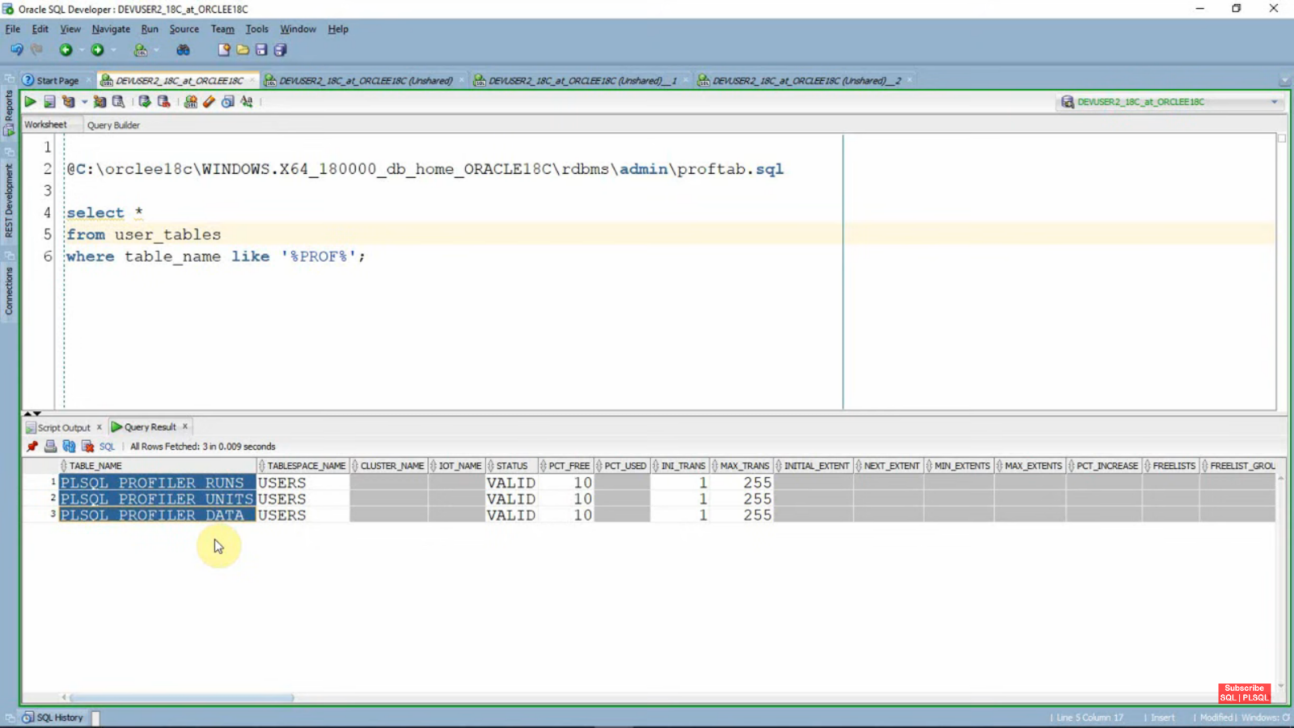 Oracle SQL Developer: DEVUSER2_18C_at_ORCLEE18C
File Edit View Navigate Run Source Team Tools Window Help
Start Page DEVUSER2_18C_at_ORCLEE18C DEVUSER2_18C_at_ORCLEE18C (Unshared) DEVUSER2_18C_at_ORCLEE18C (Unshared)__1 DEVUSER2_18C_at_ORCLEE18C (Unshared)__2
Reports
REST Development
Connections
DEVUSER2_18C_at_ORCLEE18C
Worksheet Query Builder
1
2 @C:\orclee18c\WINDOWS.X64_180000_db_home_ORACLE18C\rdbms\admin\proftab.sql
3
4 select *
5 from user_tables
6 where table_name like '%PROF%';
Script Output Query Result
SQL All Rows Fetched: 3 in 0.009 seconds
TABLE_NAME TABLESPACE_NAME CLUSTER_NAME IOT_NAME STATUS PCT_FREE PCT_USED INI_TRANS MAX_TRANS INITIAL_EXTENT NEXT_EXTENT MIN_EXTENTS MAX_EXTENTS PCT_INCREASE FREELISTS FREELIST_GROU
1 PLSQL_PROFILER_RUNS USERS VALID 10 1 255
2 PLSQL_PROFILER_UNITS USERS VALID 10 1 255
3 PLSQL_PROFILER_DATA USERS VALID 10 1 255
Subscribe
SQL | PLSQL
SQL History Line 5 Column 17 Insert Modified Windows: